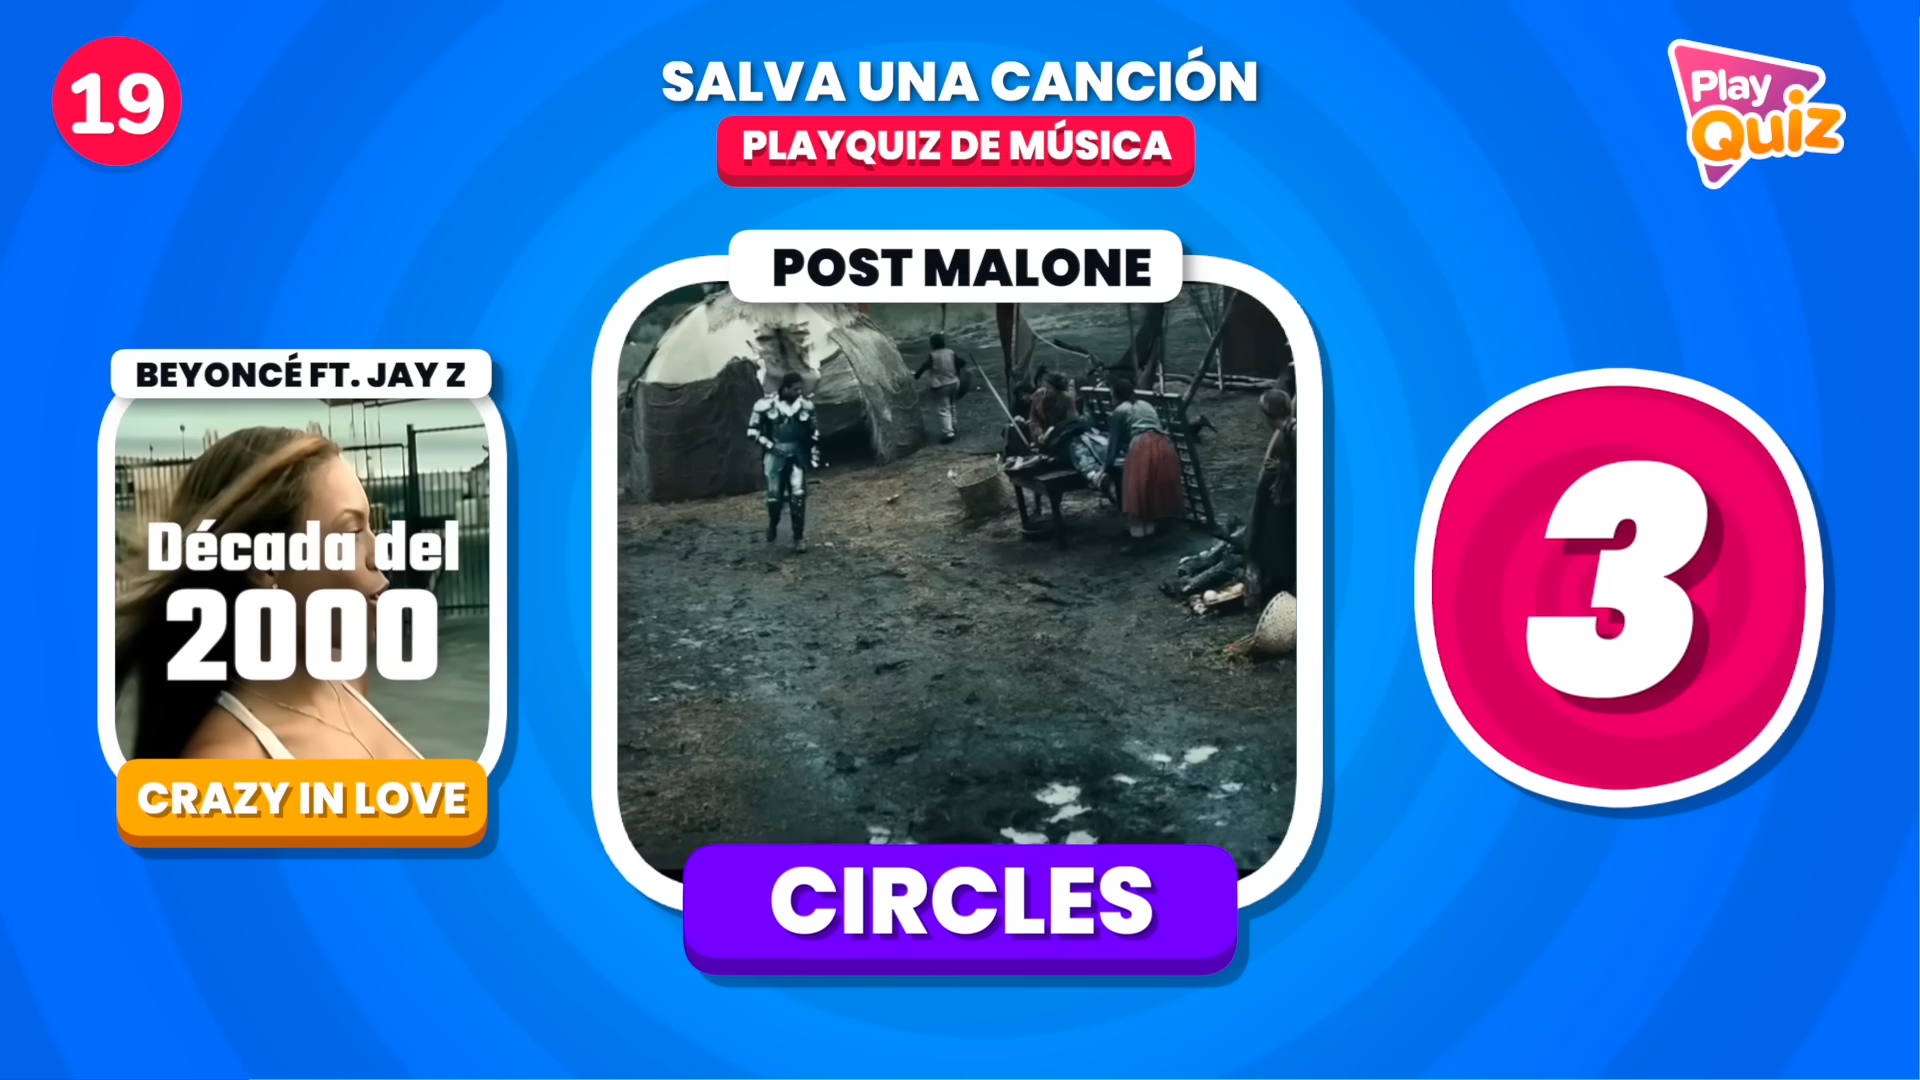 19
SALVA UNA CANCIÓN
PLAYQUIZ DE MÚSICA
Play
Quiz
BEYONCÉ FT. JAY Z
Década del
2000
CRAZY IN LOVE
POST MALONE
CIRCLES
3